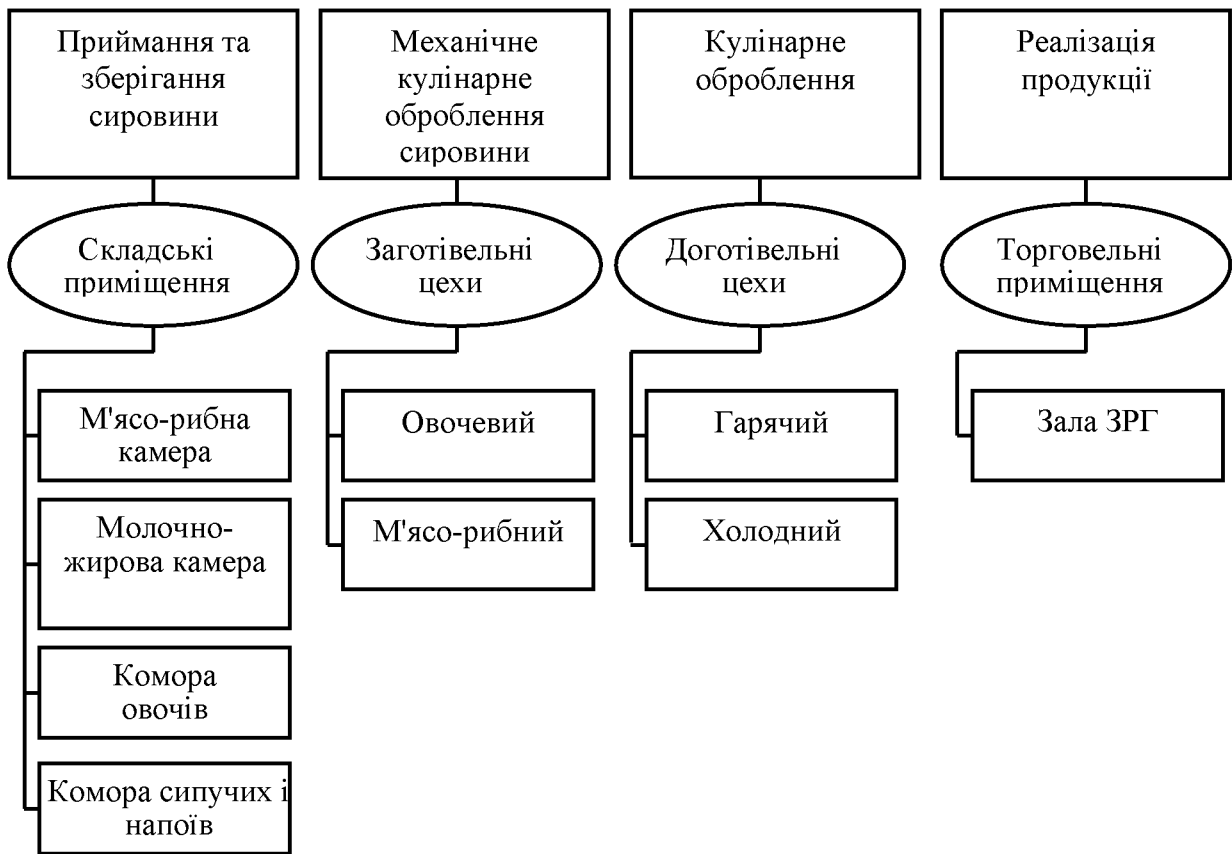 Приймання та
зберігання
сировини
Механічне
кулінарне
оброблення
сировини
Кулінарне
оброблення
Реалізація
продукції
Складські
приміщення
Заготівельні
цехи
Доготівельні
цехи
Торговельні
приміщення
М'ясо-рибна
камера
Молочно-
жирова камера
Комора
овочів
Комора сипучих і
напоїв
Овочевий
М'ясо-рибний
Гарячий
Холодний
Зала ЗРГ